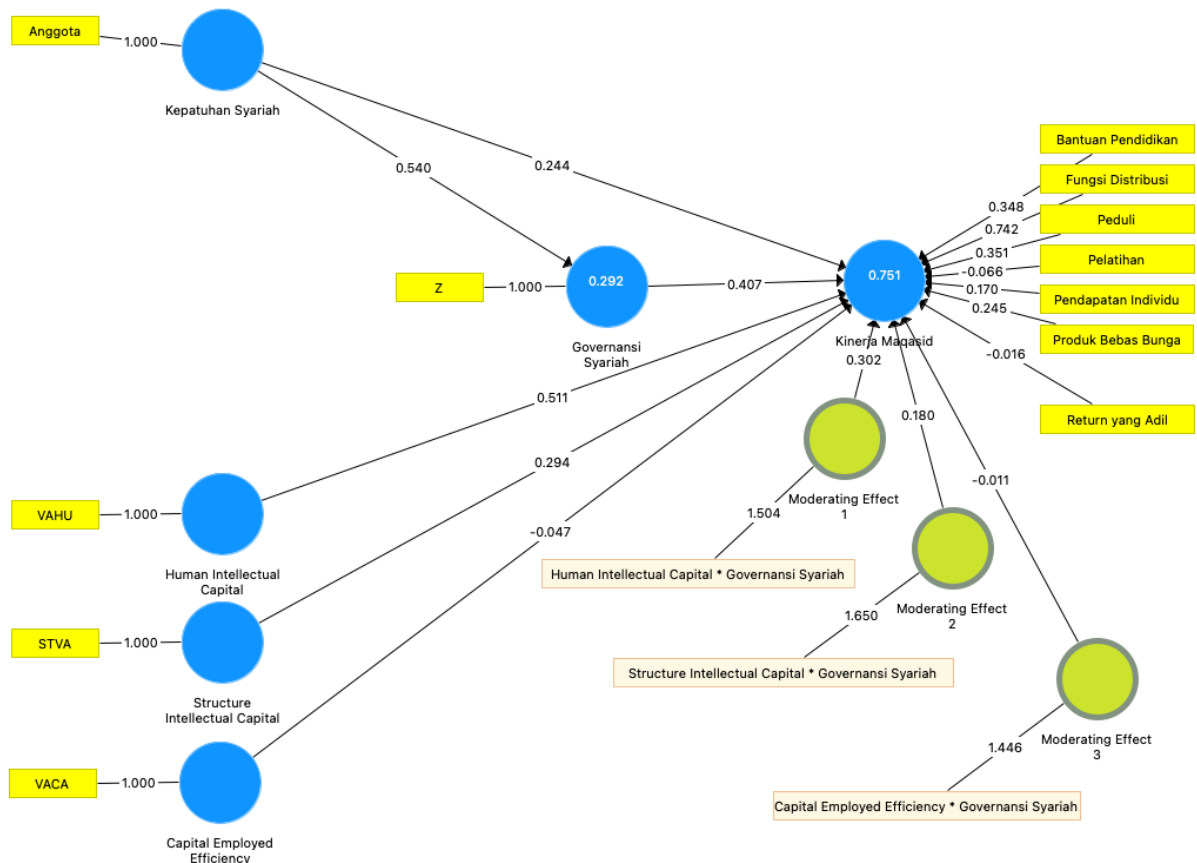 Anggota
1.000
Kepatuhan Syariah
0.540
0.244
Bantuan Pendidikan
Fungsi Distribusi
Peduli
Pelatihan
Pendapatan Individu
Produk Bebas Bunga
Return yang Adil
0.348
0.742
0.351
-0.066
0.170
0.245
-0.016
Z
1.000
0.292
Governansi
Syariah
0.407
0.751
Kinerja Maqasid
0.302
0.180
-0.011
0.511
0.294
-0.047
VAHU
1.000
Human Intellectual
Capital
STVA
1.000
Structure
Intellectual Capital
VACA
1.000
Capital Employed
Efficiency
Moderating Effect
1
1.504
Human Intellectual Capital * Governansi Syariah
Moderating Effect
2
1.650
Structure Intellectual Capital * Governansi Syariah
Moderating Effect
3
1.446
Capital Employed Efficiency * Governansi Syariah